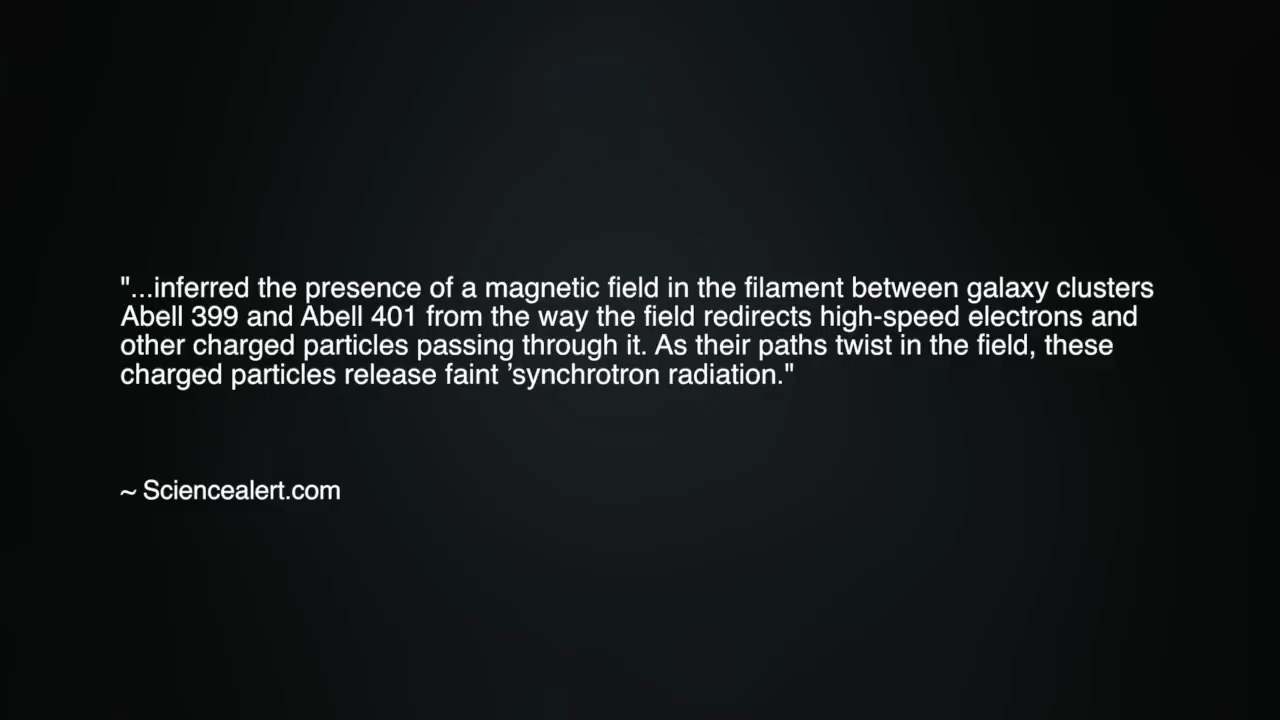 "...inferred the presence of a magnetic field in the filament between galaxy clusters
Abell 399 and Abell 401 from the way the field redirects high-speed electrons and
other charged particles passing through it. As their paths twist in the field, these
charged particles release faint ’synchrotron radiation."
~ Sciencealert.com